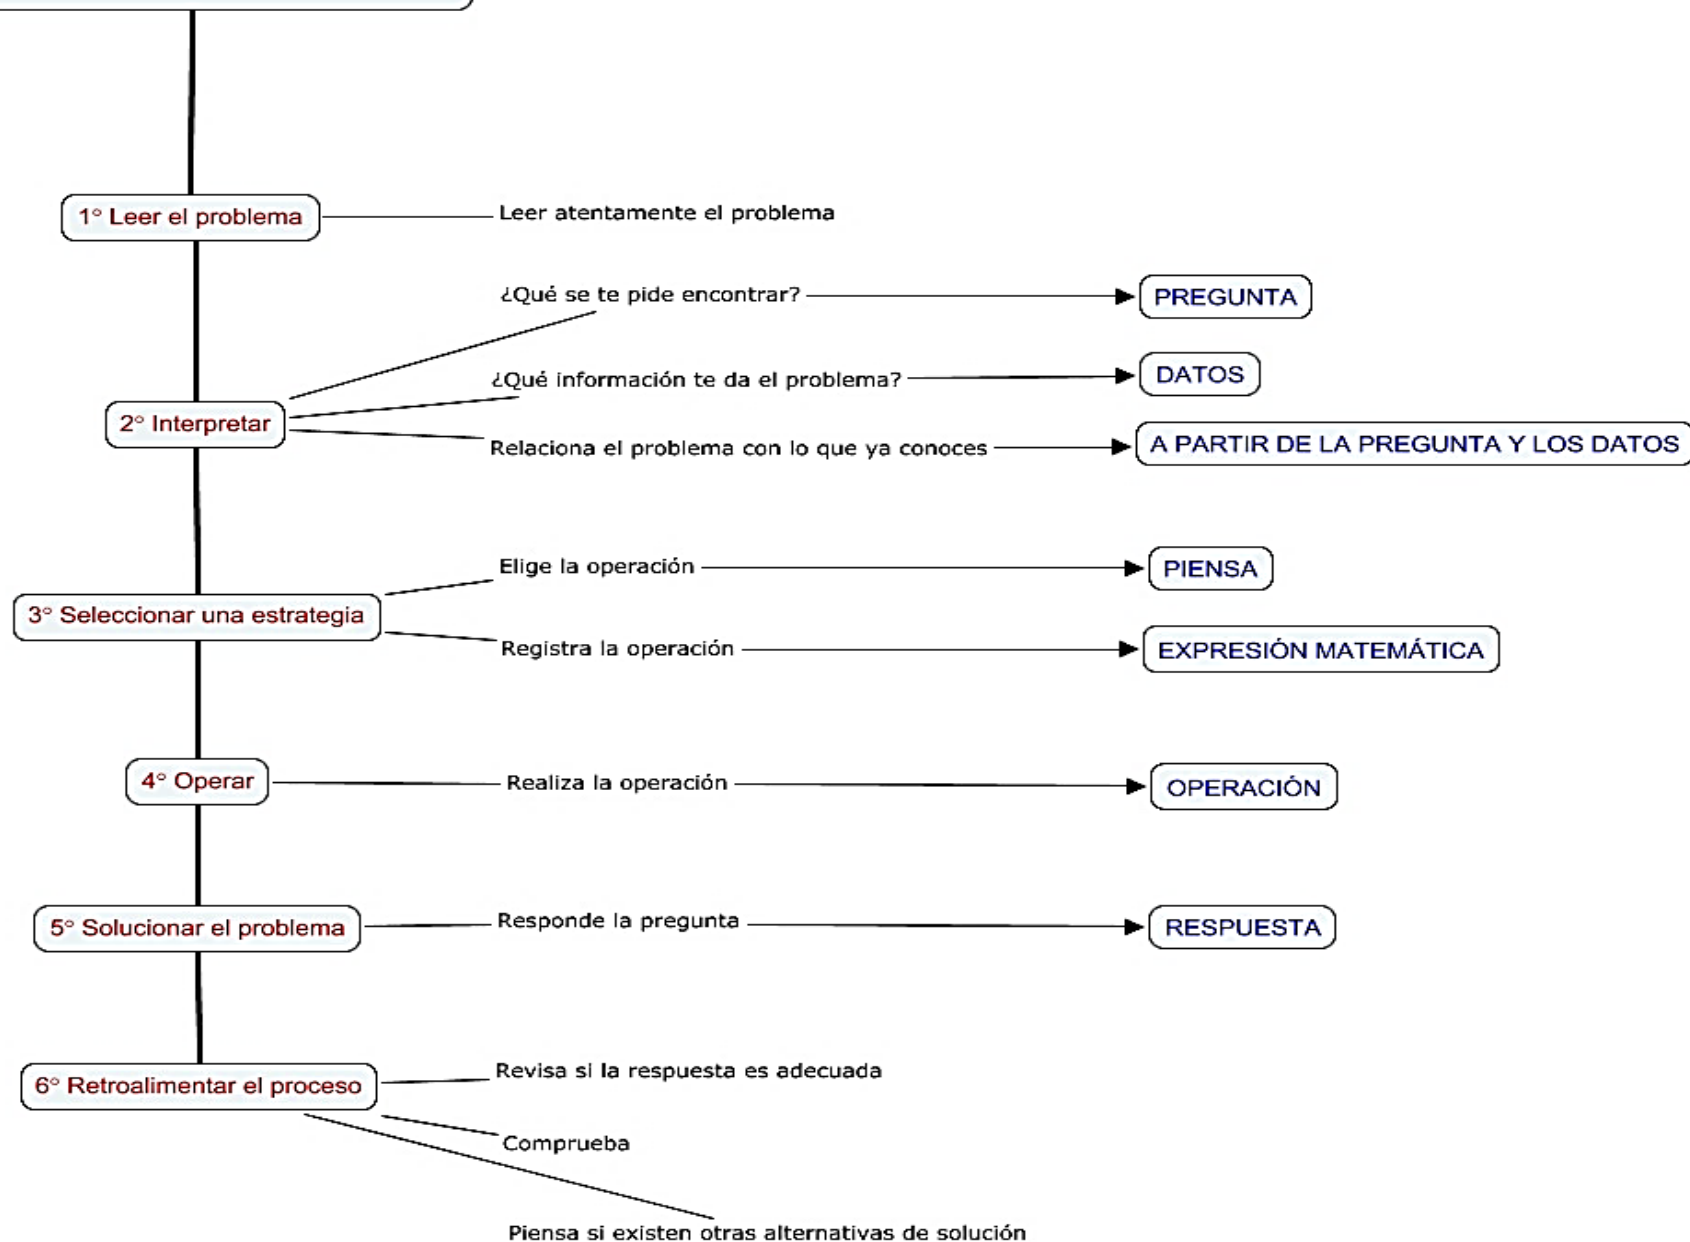 1° Leer el problema
Leer atentamente el problema
¿Qué se te pide encontrar?
PREGUNTA
¿Qué información te da el problema?
DATOS
2° Interpretar
Relaciona el problema con lo que ya conoces
A PARTIR DE LA PREGUNTA Y LOS DATOS
Elige la operación
PIENSA
3° Seleccionar una estrategia
Registra la operación
EXPRESIÓN MATEMÁTICA
4° Operar
Realiza la operación
OPERACIÓN
5° Solucionar el problema
Responde la pregunta
RESPUESTA
6° Retroalimentar el proceso
Revisa si la respuesta es adecuada
Comprueba
Piensa si existen otras alternativas de solución